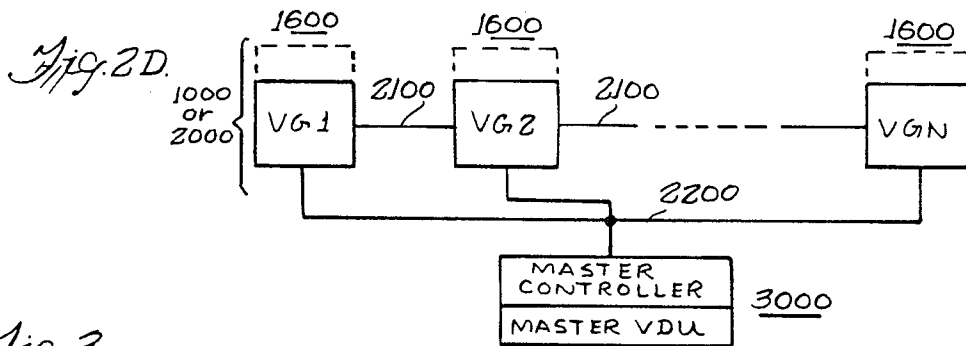 Fig. 2D.
1600 1600 1600
1000
or
2000
VG1 2100 VG2 2100 VGN
2200
MASTER
CONTROLLER
3000
MASTER VDU
Fig. 3